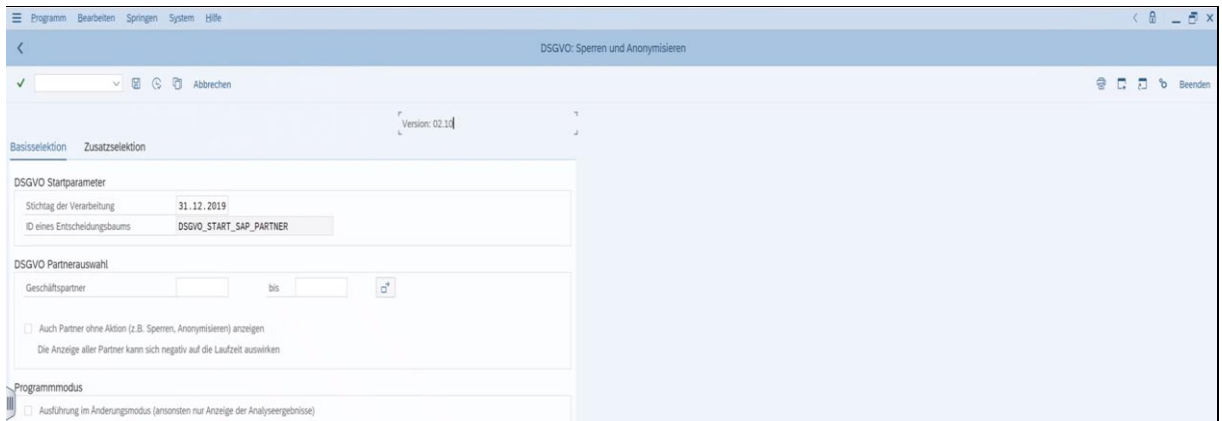 Programm Bearbeiten Springen System Hilfe
DSGVO: Sperren und Anonymisieren
Abbrechen Beenden
Version: 02.10
Basisselektion Zusatzselektion
DSGVO Startparameter
Stichtag der Verarbeitung 31.12.2019
ID eines Entscheidungsbaums DSGVO_START_SAP_PARTNER
DSGVO Partnerauswahl
Geschäftspartner bis
Auch Partner ohne Aktion (z.B. Sperren, Anonymisieren) anzeigen
Die Anzeige aller Partner kann sich negativ auf die Laufzeit auswirken
Programmmodus
Ausführung im Änderungsmodus (ansonsten nur Anzeige der Analyseergebnisse)